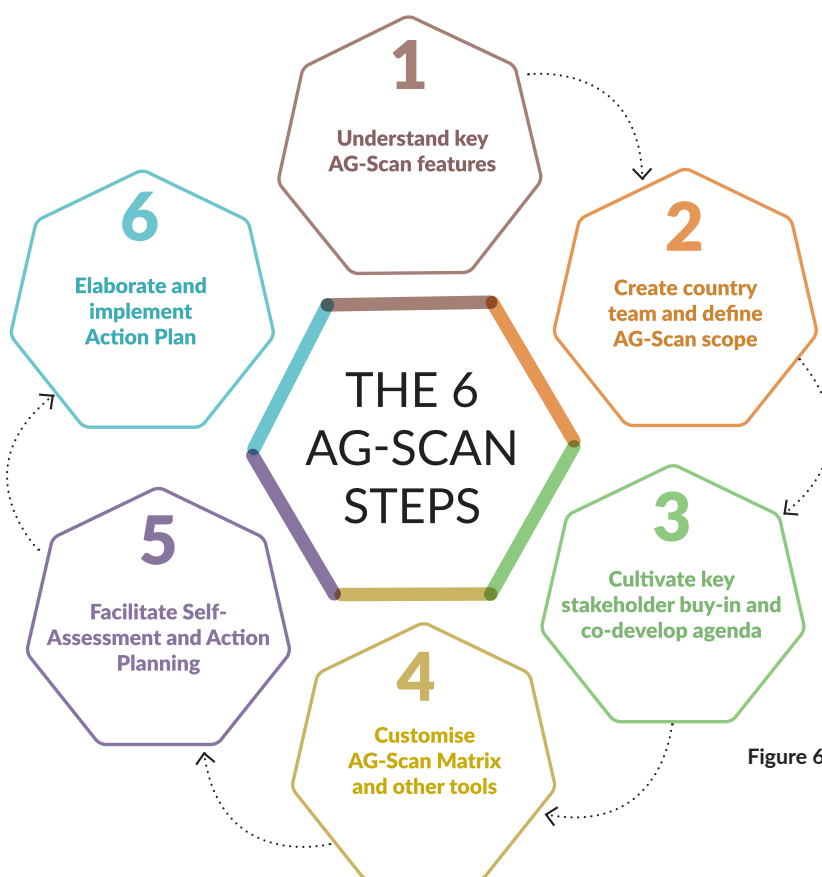 1
Understand key
AG-Scan features
2
Create country
team and define
AG-Scan scope
3
Cultivate key
stakeholder buy-in and
co-develop agenda
4
Customise
AG-Scan Matrix
and other tools
5
Facilitate Self-
Assessment and Action
Planning
6
Elaborate and
implement
Action Plan
THE 6
AG-SCAN
STEPS
Figure 6